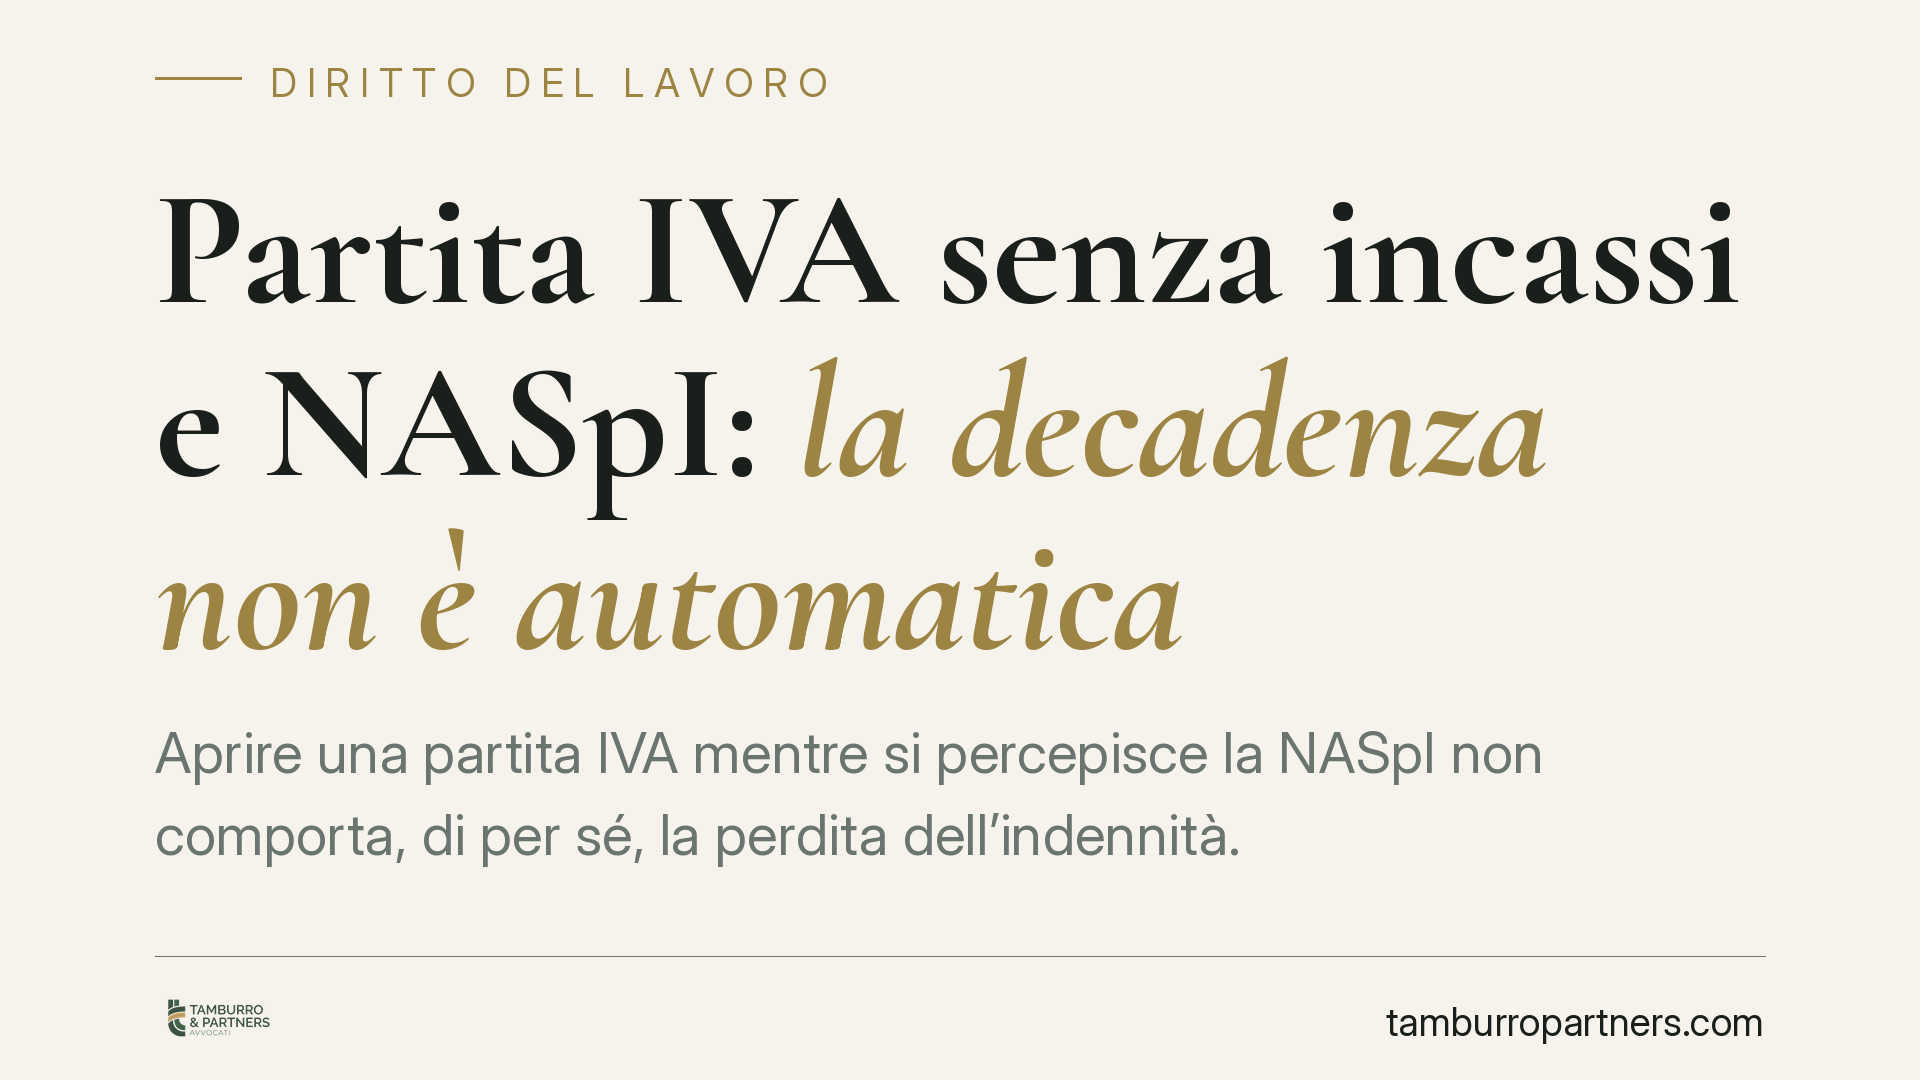 DIRITTO DEL LAVORO
Partita IVA senza incassi
e NASpI: la decadenza
non è automatica
Aprire una partita IVA mentre si percepisce la NASpI non
comporta, di per sé, la perdita dell’indennità.
TAMBURRO
& PARTNERS
AVVOCATI
tamburropartners.com